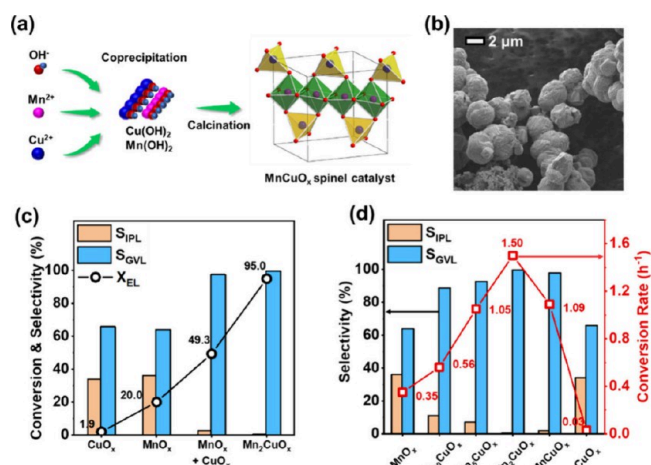 (a)
OH⁻
Mn²⁺
Cu²⁺
Coprecipitation
Cu(OH)₂
Mn(OH)₂
Calcination
MnCuOₓ spinel catalyst
(b)
2 μm
(c)
S_IPL
S_GVL
X_EL
Conversion & Selectivity (%)
100
80
60
40
20
0
1.9
20.0
49.3
95.0
CuOₓ
MnOₓ
MnOₓ
+ CuOₓ
Mn₂CuOₓ
(d)
S_IPL
S_GVL
Selectivity (%)
100
80
60
40
20
0
0.35
0.56
1.05
1.50
1.09
0.03
1.6
1.2
0.8
0.4
0.0
Conversion Rate (h⁻¹)
MnOₓ
CuOₓ